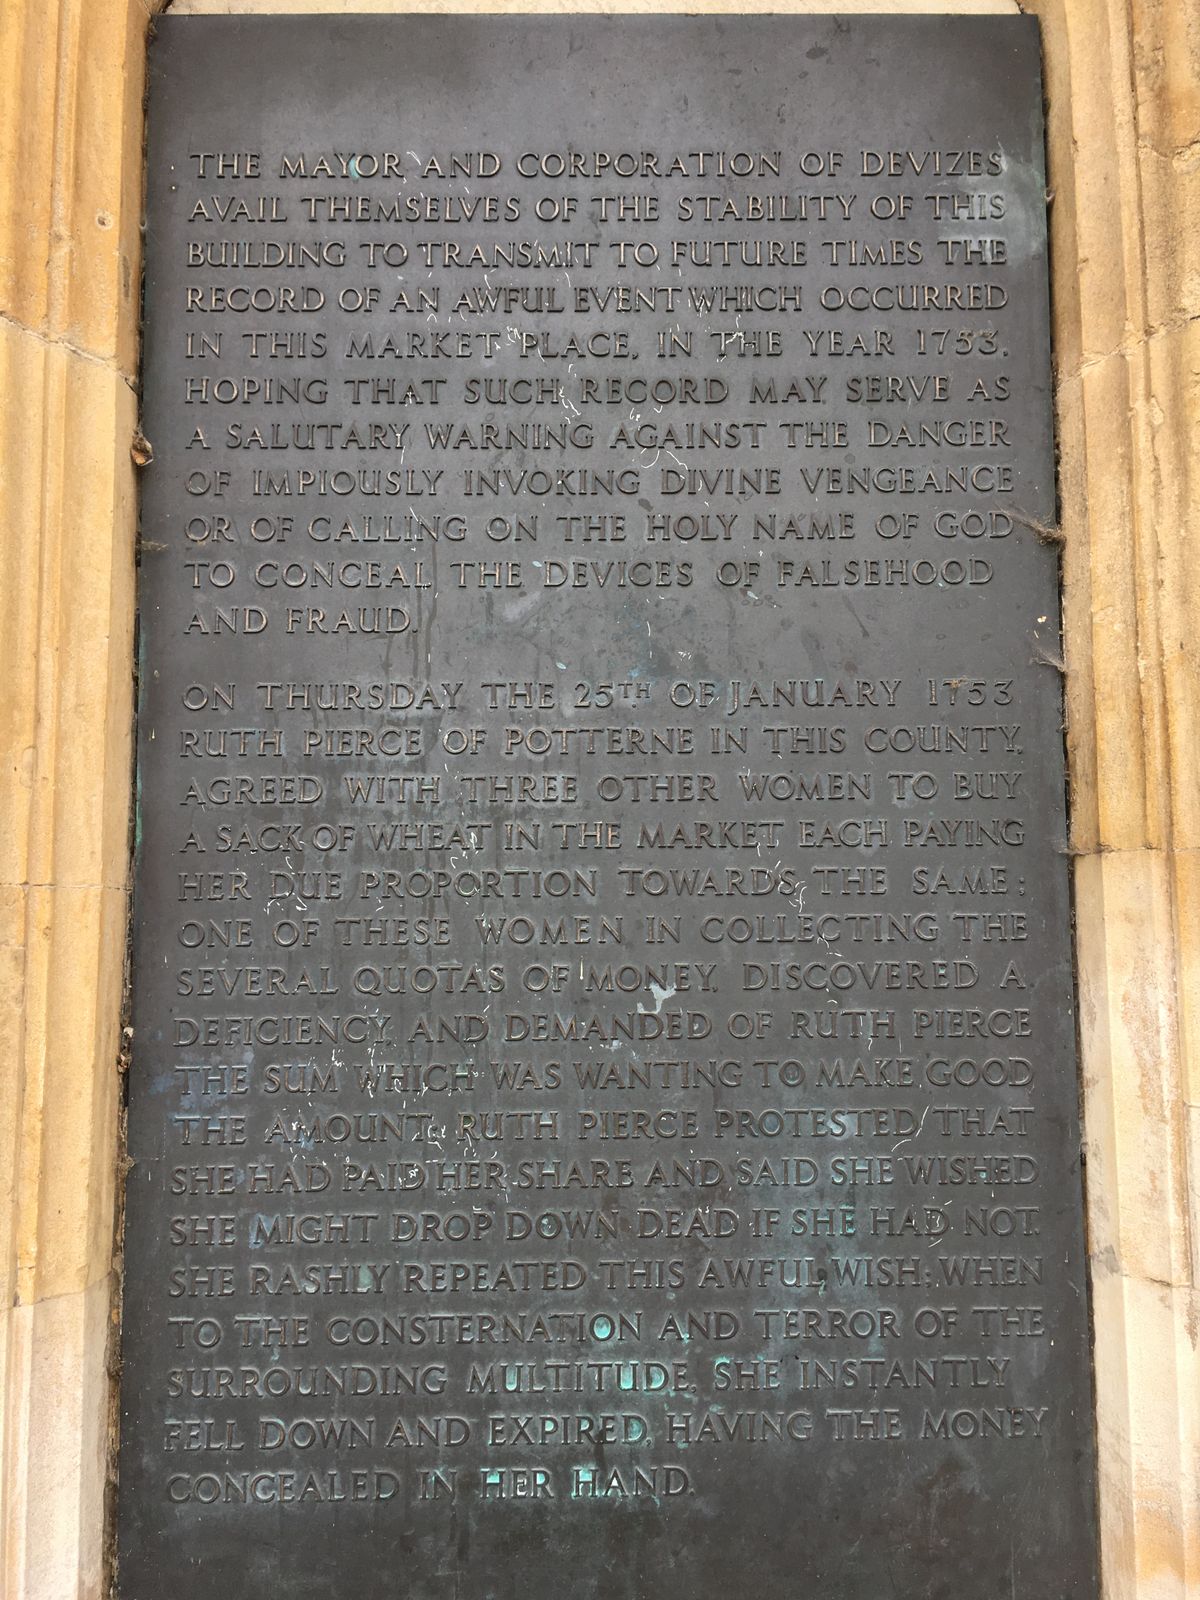 THE MAYOR AND CORPORATION OF DEVIZES
AVAIL THEMSELVES OF THE STABILITY OF THIS
BUILDING TO TRANSMIT TO FUTURE TIMES THE
RECORD OF AN AWFUL EVENT WHICH OCCURRED
IN THIS MARKET PLACE, IN THE YEAR 1753,
HOPING THAT SUCH RECORD MAY SERVE AS
A SALUTARY WARNING AGAINST THE DANGER
OF IMPIOUSLY INVOKING DIVINE VENGEANCE
OR OF CALLING ON THE HOLY NAME OF GOD
TO CONCEAL THE DEVICES OF FALSEHOOD
AND FRAUD.
ON THURSDAY THE 25TH OF JANUARY 1753
RUTH PIERCE OF POTTERNE IN THIS COUNTY,
AGREED WITH THREE OTHER WOMEN TO BUY
A SACK OF WHEAT IN THE MARKET EACH PAYING
HER DUE PROPORTION TOWARDS THE SAME;
ONE OF THESE WOMEN IN COLLECTING THE
SEVERAL QUOTAS OF MONEY, DISCOVERED A
DEFICIENCY, AND DEMANDED OF RUTH PIERCE
THE SUM WHICH WAS WANTING TO MAKE GOOD
THE AMOUNT: RUTH PIERCE PROTESTED THAT
SHE HAD PAID HER SHARE AND SAID SHE WISHED
SHE MIGHT DROP DOWN DEAD IF SHE HAD NOT.
SHE RASHLY REPEATED THIS AWFUL WISH; WHEN
TO THE CONSTERNATION AND TERROR OF THE
SURROUNDING MULTITUDE, SHE INSTANTLY
FELL DOWN AND EXPIRED, HAVING THE MONEY
CONCEALED IN HER HAND.